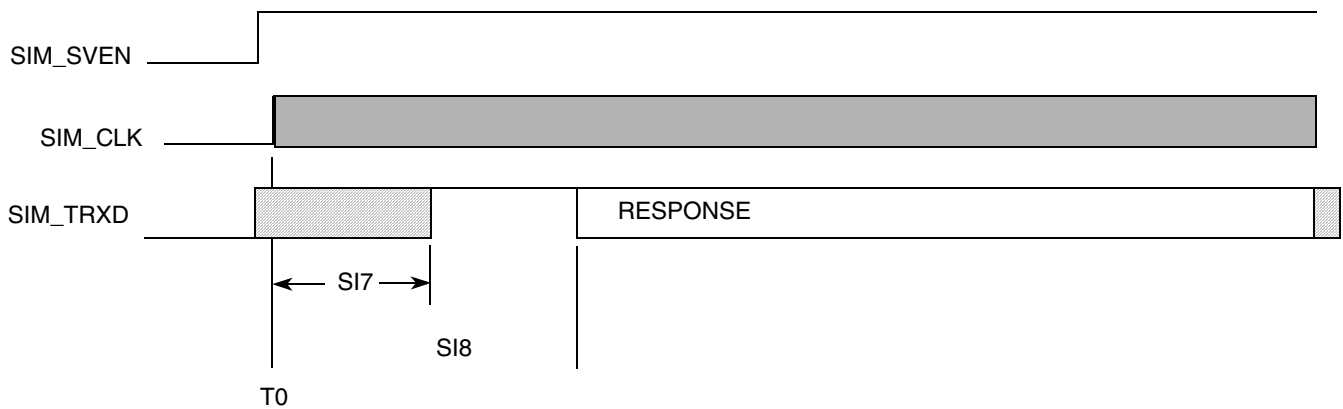 SIM_SVEN
SIM_CLK
SIM_TRXD
RESPONSE
SI7
SI8
T0